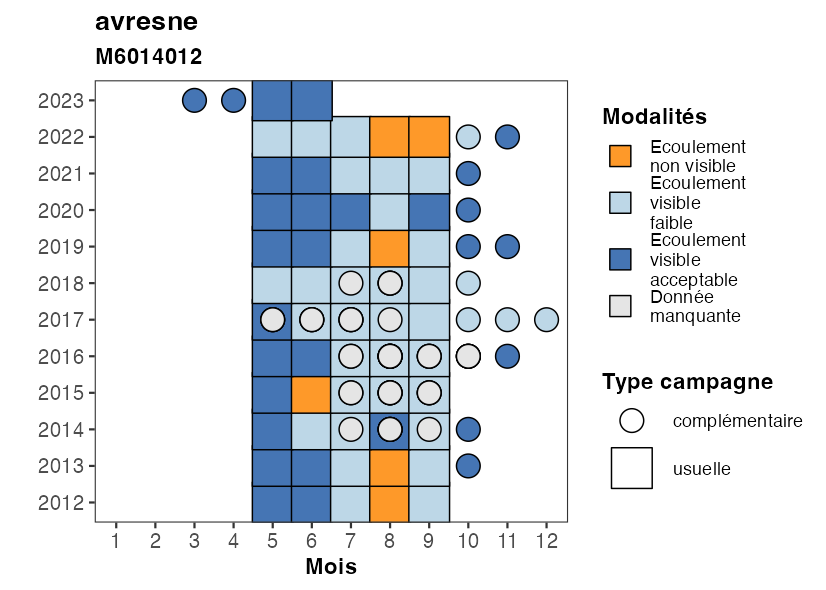 avresne
M6014012
2023
2022
2021
2020
2019
2018
2017
2016
2015
2014
2013
2012
1 2 3 4 5 6 7 8 9 10 11 12
Mois
Modalités
Ecoulement
non visible
Ecoulement
visible
faible
Ecoulement
visible
acceptable
Donnée
manquante
Type campagne
complémentaire
usuelle